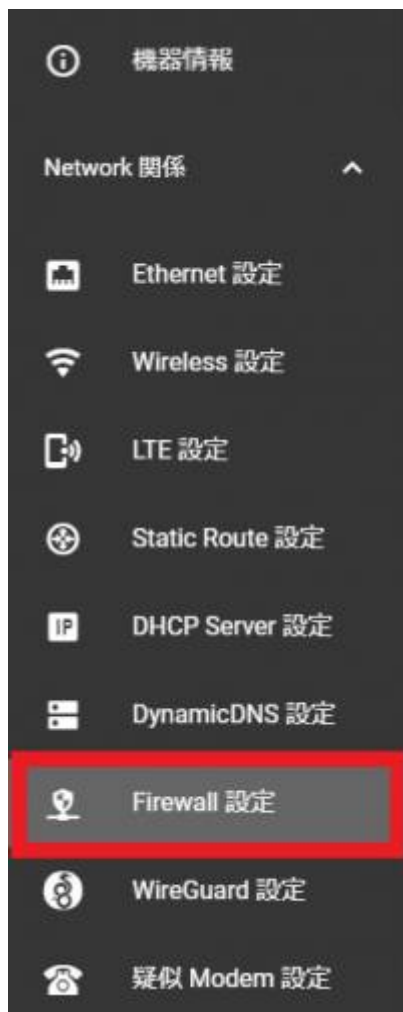 機器情報
Network 関係
Ethernet 設定
Wireless 設定
LTE 設定
Static Route 設定
IP
DHCP Server 設定
DynamicDNS 設定
Firewall 設定
WireGuard 設定
疑似 Modem 設定